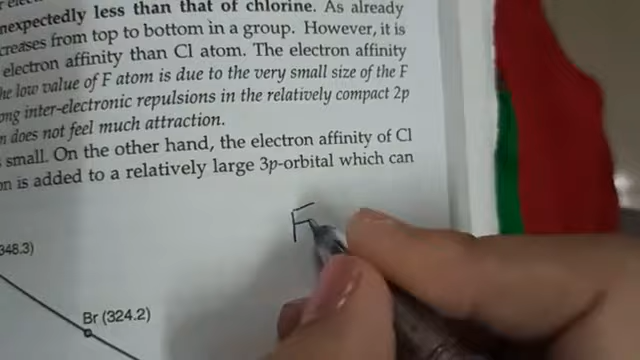 nexpectedly less than that of chlorine. As already
creases from top to bottom in a group. However, it is
electron affinity than Cl atom. The electron affinity
he low value of F atom is due to the very small size of the F
ong inter-electronic repulsions in the relatively compact 2p
n does not feel much attraction.
small. On the other hand, the electron affinity of Cl
on is added to a relatively large 3p-orbital which can
F
348.3)
Br (324.2)